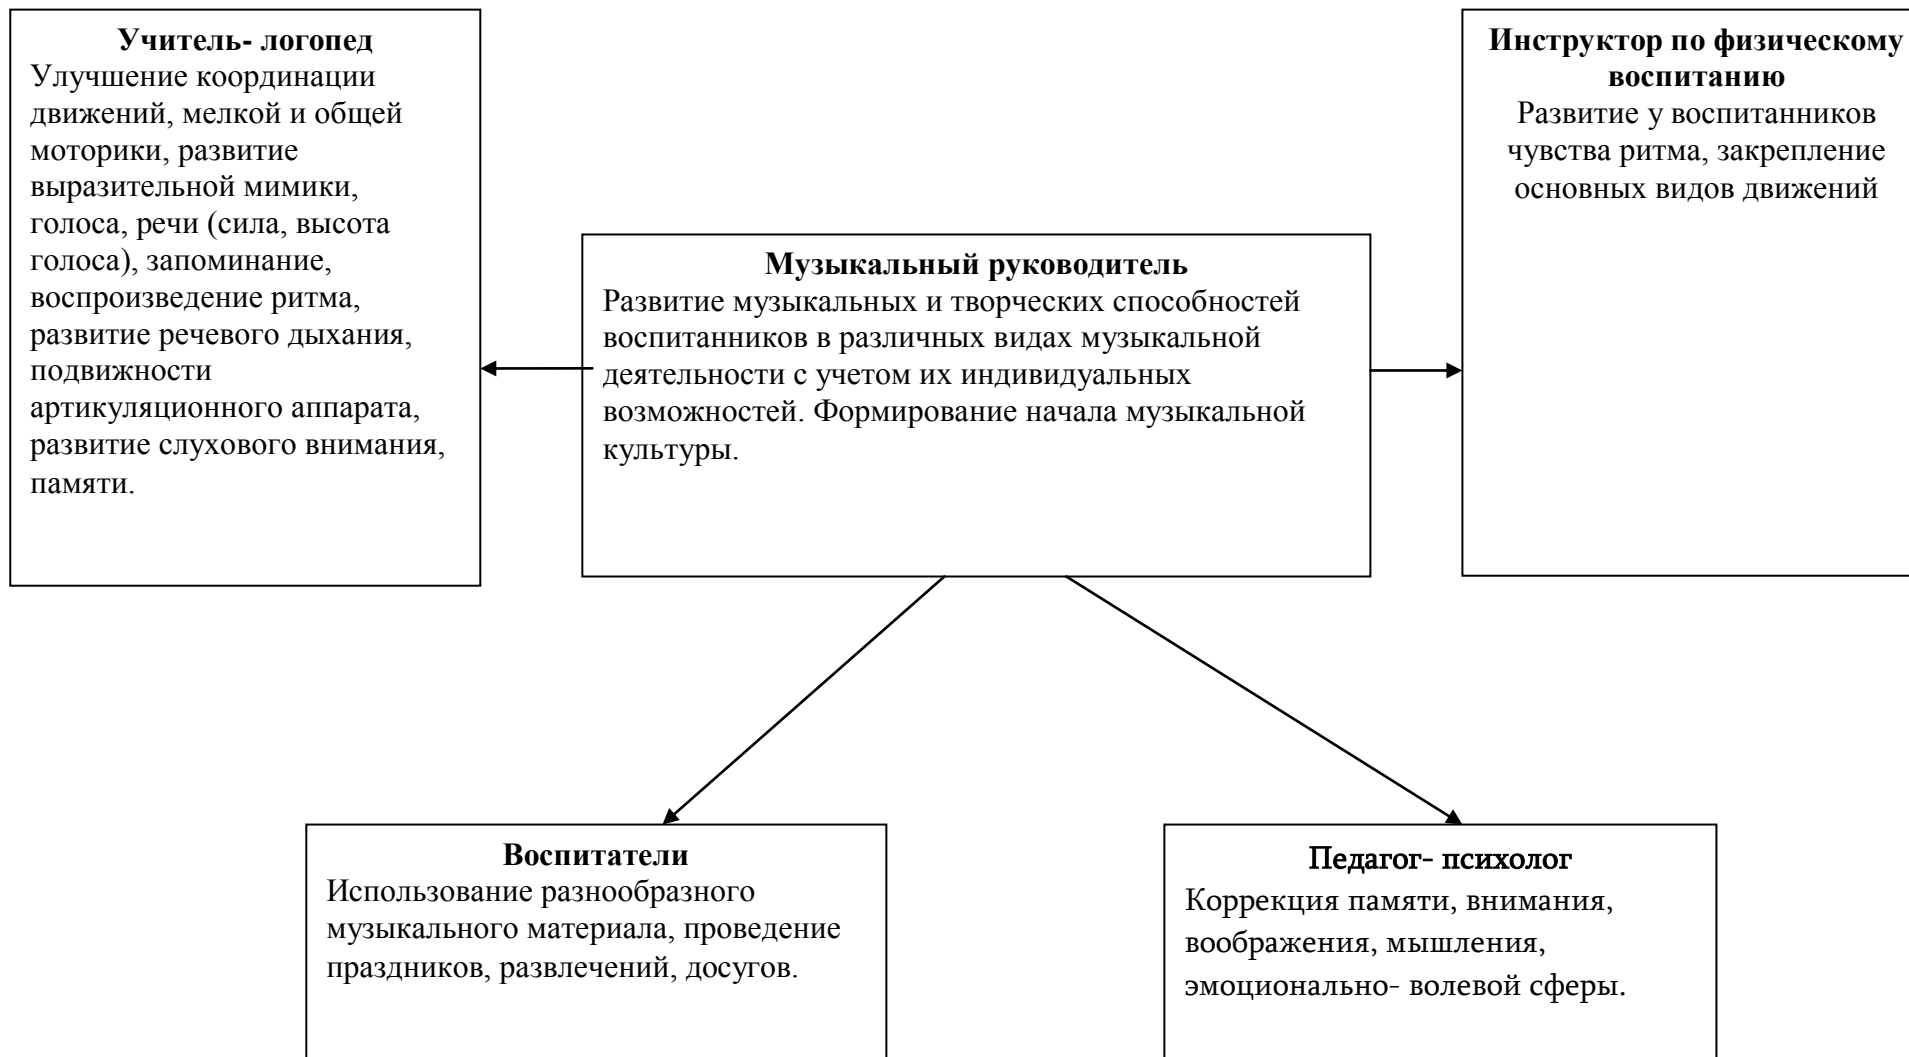 Учитель- логопед
Улучшение координации
движений, мелкой и общей
моторики, развитие
выразительной мимики,
голоса, речи (сила, высота
голоса), запоминание,
воспроизведение ритма,
развитие речевого дыхания,
подвижности
артикуляционного аппарата,
развитие слухового внимания,
памяти.
Музыкальный руководитель
Развитие музыкальных и творческих способностей
воспитанников в различных видах музыкальной
деятельности с учетом их индивидуальных
возможностей. Формирование начала музыкальной
культуры.
Инструктор по физическому
воспитанию
Развитие у воспитанников
чувства ритма, закрепление
основных видов движений
Воспитатели
Использование разнообразного
музыкального материала, проведение
праздников, развлечений, досугов.
Педагог- психолог
Коррекция памяти, внимания,
воображения, мышления,
эмоционально- волевой сферы.